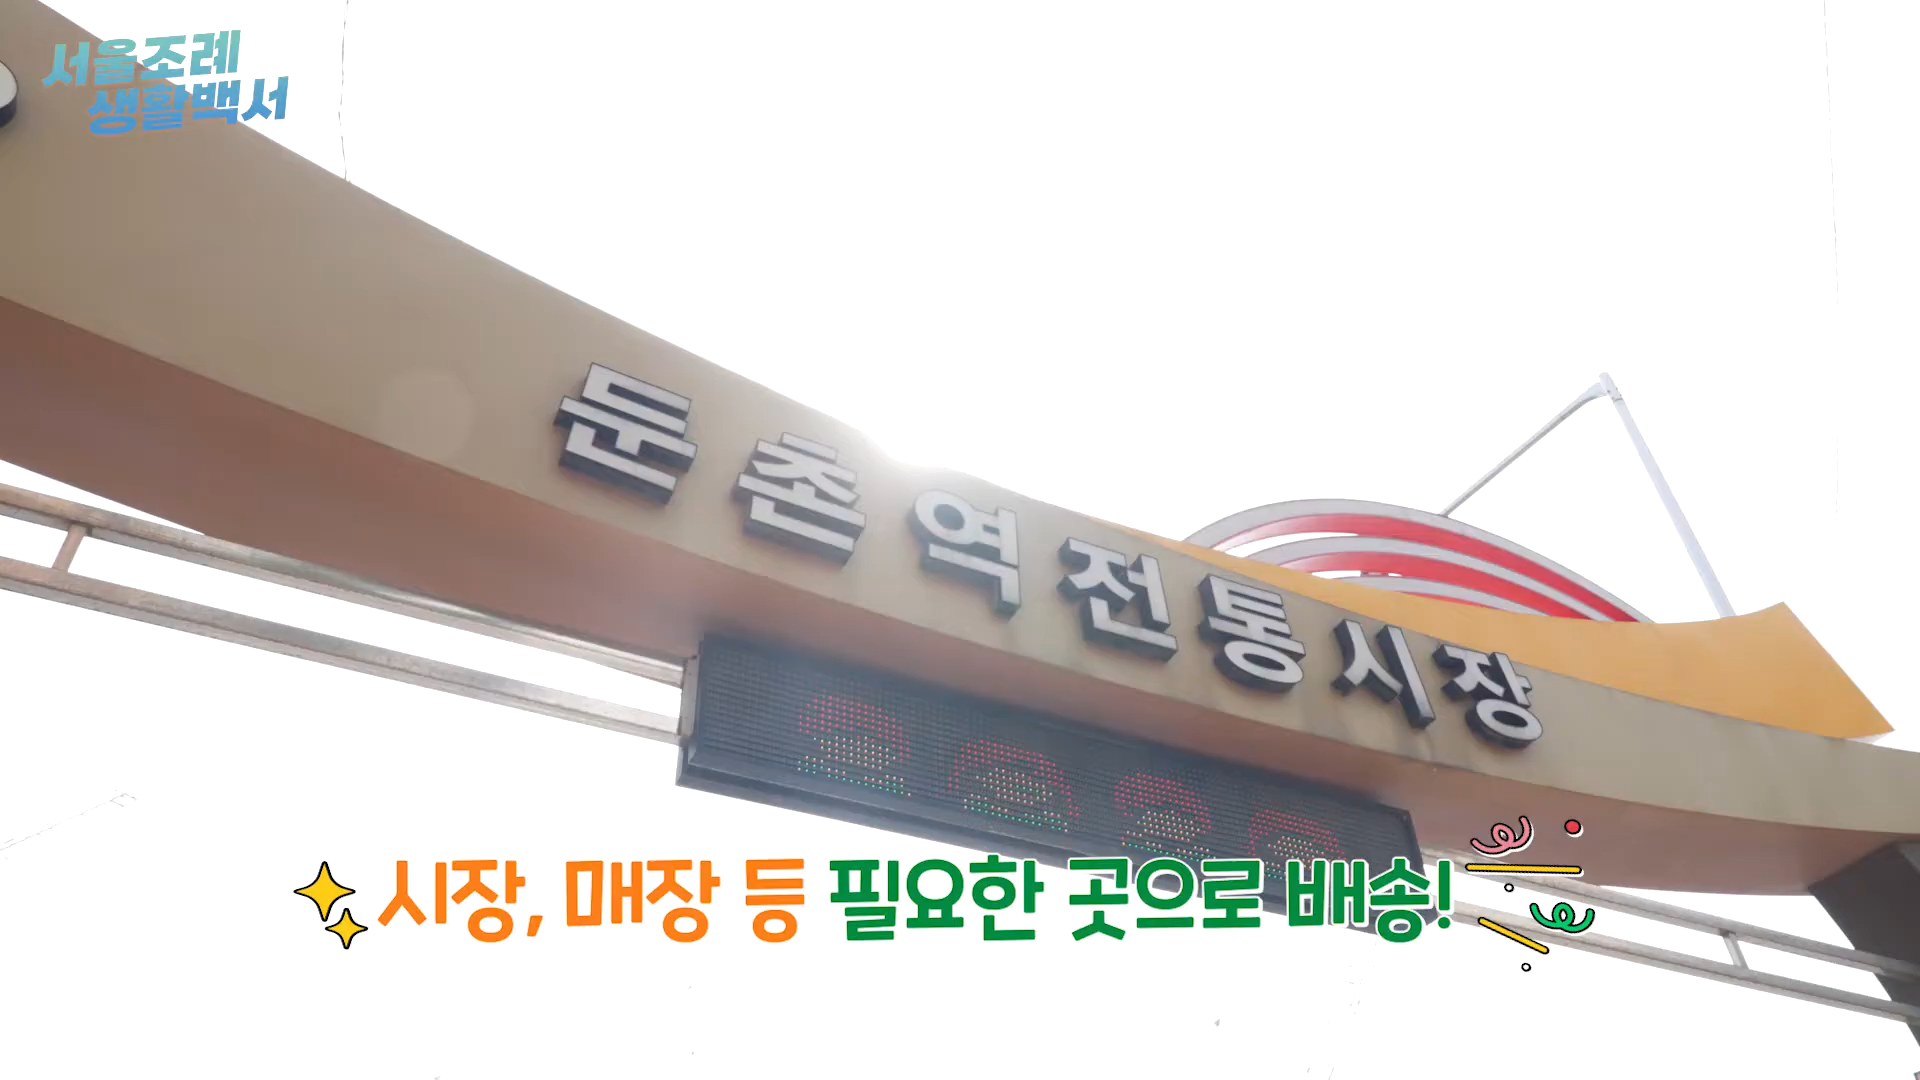 서울조례
생활백서
둔촌역전통시장
시장, 매장 등 필요한 곳으로 배송!